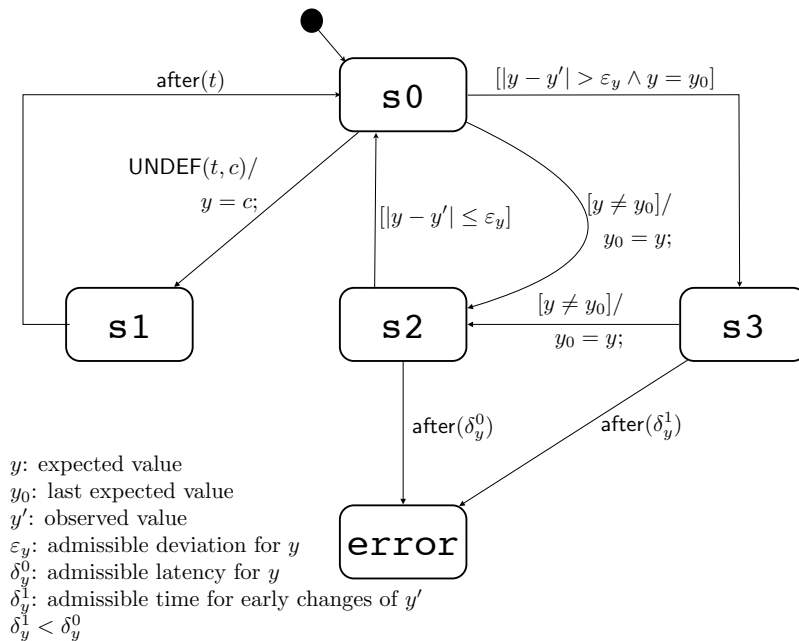 after(t)
s0
[|y − y′| > ε_y ∧ y = y_0]
UNDEF(t, c)/
y = c;
[|y − y′| ≤ ε_y]
[y ≠ y_0]/
y_0 = y;
s1
s2
[y ≠ y_0]/
y_0 = y;
s3
after(δ_y^0)
after(δ_y^1)
error
y: expected value
y_0: last expected value
y′: observed value
ε_y: admissible deviation for y
δ_y^0: admissible latency for y
δ_y^1: admissible time for early changes of y′
δ_y^1 < δ_y^0